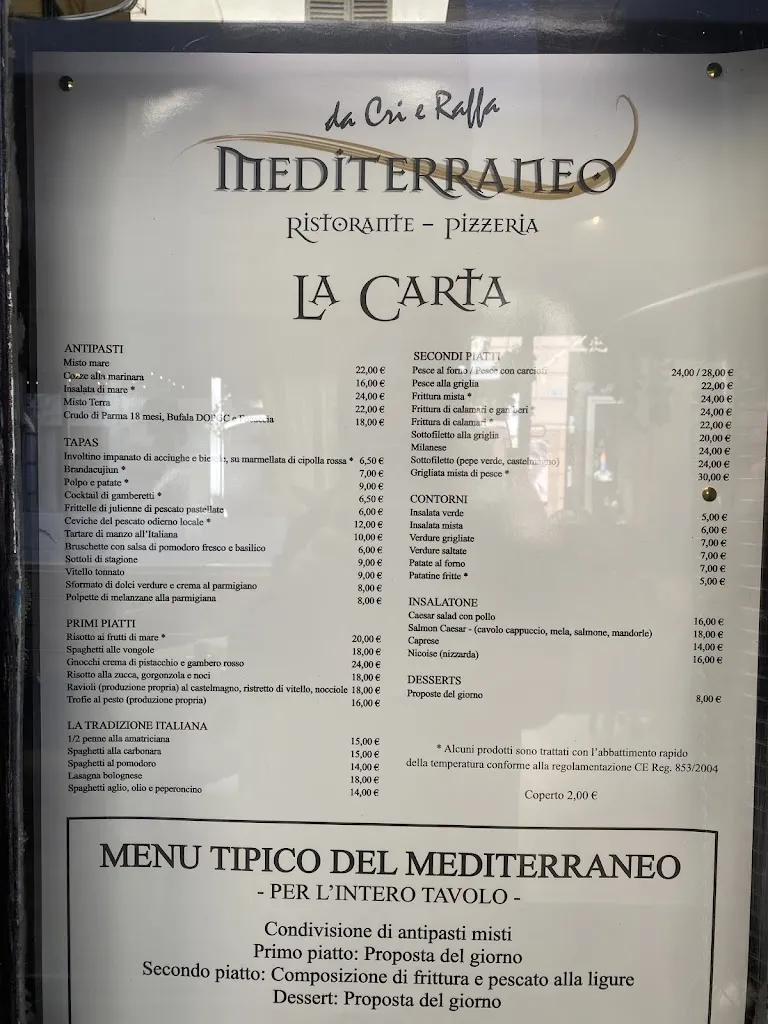 da Cri e Raffa
MEDITERRANEO
RISTORANTE - PIZZERIA
LA CARTA
ANTIPASTI
Misto mare 22,00 €
Cozze alla marinara 16,00 €
Insalata di mare * 24,00 €
Misto Terra 22,00 €
Crudo di Parma 18 mesi, Bufala DOP 18,00 €
TAPAS
Involtino impanato di acciughe e su marmellata di cipolla rossa * 6,50 €
Brandacujun * 7,00 €
Polpo e patate * 9,00 €
Cocktail di gamberetti * 6,50 €
Frittelle di julienne di pescato pastellate 6,00 €
Ceviche del pescato odierno locale * 12,00 €
Tartare di manzo all'Italiana 10,00 €
Bruschette con salsa di pomodoro fresco e basilico 6,00 €
Sottoli di stagione 9,00 €
Vitello tonnato 9,00 €
Sformato di dolci verdure e crema al parmigiano 8,00 €
Polpette di melanzane alla parmigiana 8,00 €
PRIMI PIATTI
Risotto ai frutti di mare * 20,00 €
Spaghetti alle vongole 18,00 €
Gnocchi crema di pistacchio e gambero rosso 24,00 €
Risotto alla zucca, gorgonzola e noci 18,00 €
Ravioli (produzione propria) al castelmagno, ristretto di vitello, nocciole 18,00 €
Trofie al pesto (produzione propria) 16,00 €
LA TRADIZIONE ITALIANA
1/2 penne alla amatriciana 15,00 €
Spaghetti alla carbonara 15,00 €
Spaghetti al pomodoro 14,00 €
Lasagna bolognese 18,00 €
Spaghetti aglio, olio e peperoncino 14,00 €
SECONDI PIATTI
Pesce al forno / Pesce con carciofi 24,00 / 28,00 €
Pesce alla griglia 22,00 €
Frittura mista * 24,00 €
Frittura di calamari e gamberi * 24,00 €
Frittura di calamari * 22,00 €
Sottofiletto alla griglia 20,00 €
Milanese 24,00 €
Sottofiletto (pepe verde, castelmagno) 24,00 €
Grigliata mista di pesce * 30,00 €
CONTORNI
Insalata verde 5,00 €
Insalata mista 6,00 €
Verdure grigliate 7,00 €
Verdure saltate 7,00 €
Patate al forno 7,00 €
Patatine fritte * 5,00 €
INSALATONE
Caesar salad con pollo 16,00 €
Salmon Caesar - (cavolo cappuccio, mela, salmone, mandorle) 18,00 €
Caprese 14,00 €
Nicoise (nizzarda) 16,00 €
DESSERTS
Proposte del giorno 8,00 €
* Alcuni prodotti sono trattati con l'abbattimento rapido
della temperatura conforme alla regolamentazione CE Reg. 853/2004
Coperto 2,00 €
MENU TIPICO DEL MEDITERRANEO
- PER L'INTERO TAVOLO -
Condivisione di antipasti misti
Primo piatto: Proposta del giorno
Secondo piatto: Composizione di frittura e pescato alla ligure
Dessert: Proposta del giorno